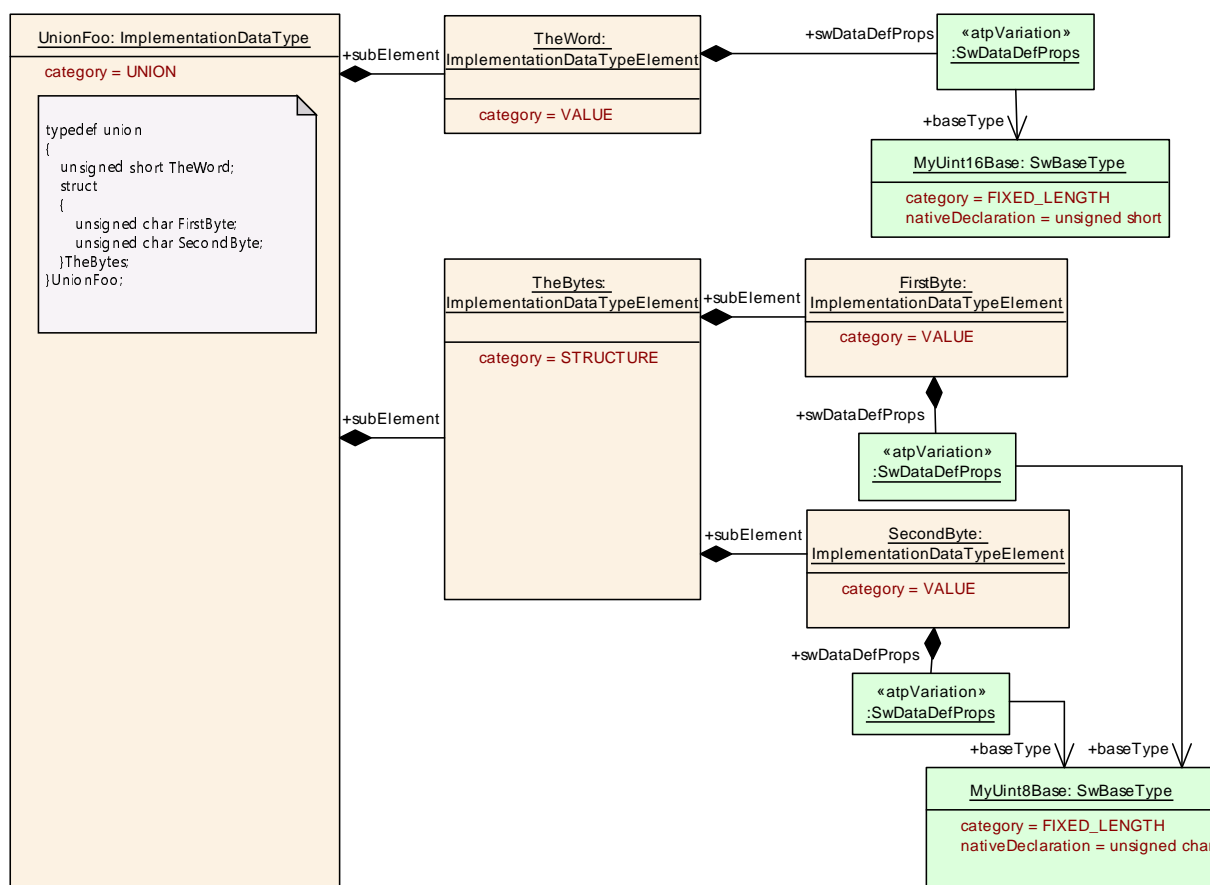 UnionFoo: ImplementationDataType
category = UNION
typedef union
{
unsigned short TheWord;
struct
{
unsigned char FirstByte;
unsigned char SecondByte;
}TheBytes;
}UnionFoo;
+subElement
TheWord:
ImplementationDataTypeElement
category = VALUE
+swDataDefProps
«atpVariation»
:SwDataDefProps
+baseType
MyUint16Base: SwBaseType
category = FIXED_LENGTH
nativeDeclaration = unsigned short
+subElement
TheBytes:
ImplementationDataTypeElement
category = STRUCTURE
+subElement
FirstByte:
ImplementationDataTypeElement
category = VALUE
+swDataDefProps
«atpVariation»
:SwDataDefProps
+subElement
SecondByte:
ImplementationDataTypeElement
category = VALUE
+swDataDefProps
«atpVariation»
:SwDataDefProps
+baseType
+baseType
MyUint8Base: SwBaseType
category = FIXED_LENGTH
nativeDeclaration = unsigned char